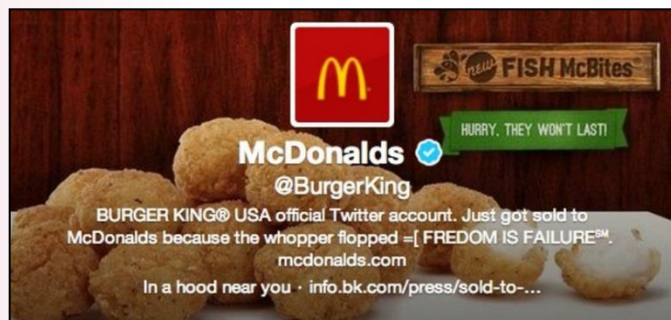 new FISH McBites®
HURRY, THEY WON'T LAST!
McDonalds
@BurgerKing
BURGER KING® USA official Twitter account. Just got sold to
McDonalds because the whopper flopped =[ FREDOM IS FAILURE℠.
mcdonalds.com
In a hood near you · info.bk.com/press/sold-to-...